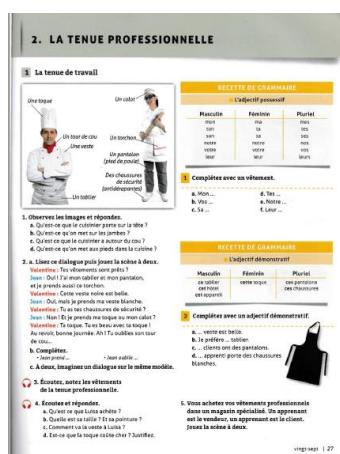 2. LA TENUE PROFESSIONNELLE
1 La tenue de travail
Une toque
Un calot
Un tour de cou
Une veste
Un torchon
Un pantalon
(pied de poule)
Des chaussures
de sécurité
(antidérapantes)
Un tablier
1. Observez les images et répondez.
a. Qu'est-ce que le cuisinier porte sur la tête ?
b. Qu'est-ce qu'on met sur les jambes ?
c. Qu'est-ce que le cuisinier a autour du cou ?
d. Qu'est-ce qu'on met aux pieds dans la cuisine ?
2. a. Lisez ce dialogue puis jouez la scène à deux.
Valentine : Tes vêtements sont prêts ?
Jean : Oui ! J'ai mon tablier et mon pantalon,
et je prends aussi ce torchon.
Valentine : Cette veste noire est belle.
Jean : Oui, mais je prends ma veste blanche.
Valentine : Tu as tes chaussures de sécurité ?
Jean : Non ! Et je prends ma toque ou mon calot ?
Valentine : Ta toque. Tu es beau avec ta toque !
Au revoir, bonne journée. Ah ! Tu oublies son tour
de cou...
b. Complétez.
• Jean prend ... • Jean oublie ...
c. À deux, imaginez un dialogue sur le même modèle.
3. Écoutez, notez les vêtements
de la tenue professionnelle.
4. Écoutez et répondez.
a. Qu'est ce que Luisa achète ?
b. Quelle est sa taille ? Et sa pointure ?
c. Comment va la veste à Luisa ?
d. Est-ce que la toque coûte cher ? Justifiez.
RECETTE DE GRAMMAIRE
L'adjectif possessif
Masculin Féminin Pluriel
mon ma mes
ton ta tes
son sa ses
notre notre nos
votre votre vos
leur leur leurs
1 Complétez avec un vêtement.
a. Mon ... d. Tes ...
b. Vos ... e. Notre ...
c. Sa ... f. Leur ...
RECETTE DE GRAMMAIRE
L'adjectif démonstratif
Masculin Féminin Pluriel
ce tablier cette toque ces pantalons
cet hôtel ces chaussures
cet appareil
2 Complétez avec un adjectif démonstratif.
a. ... veste est belle.
b. Je préfère ... tablier.
c. ... clients ont des pantalons.
d. ... apprenti porte des chaussures
blanches.
5. Vous achetez vos vêtements professionnels
dans un magasin spécialisé. Un apprenant
est le vendeur, un apprenant est le client.
Jouez la scène à deux.
vingt-sept | 27